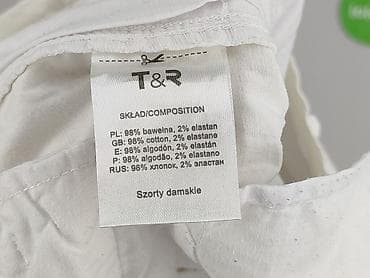 T&R
SKŁAD/COMPOSITION
PL: 98% bawełna, 2% elastan
GB: 98% cotton, 2% elastane
E: 98% algodón, 2% elastán
P: 98% algodão, 2% elastano
RUS: 96% хлопок, 2% эластан
Szorty damskie